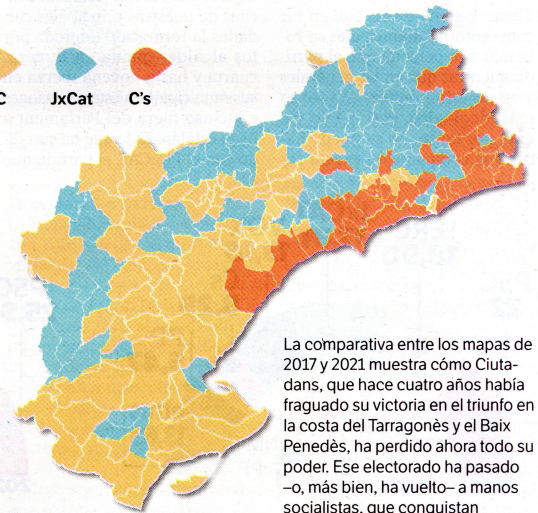 C JxCat C's
La comparativa entre los mapas de
2017 y 2021 muestra cómo Ciuta-
dans, que hace cuatro años había
fraguado su victoria en el triunfo en
la costa del Tarragonès y el Baix
Penedès, ha perdido ahora todo su
poder. Ese electorado ha pasado
–o, más bien, ha vuelto– a manos
socialistas, que conquistan